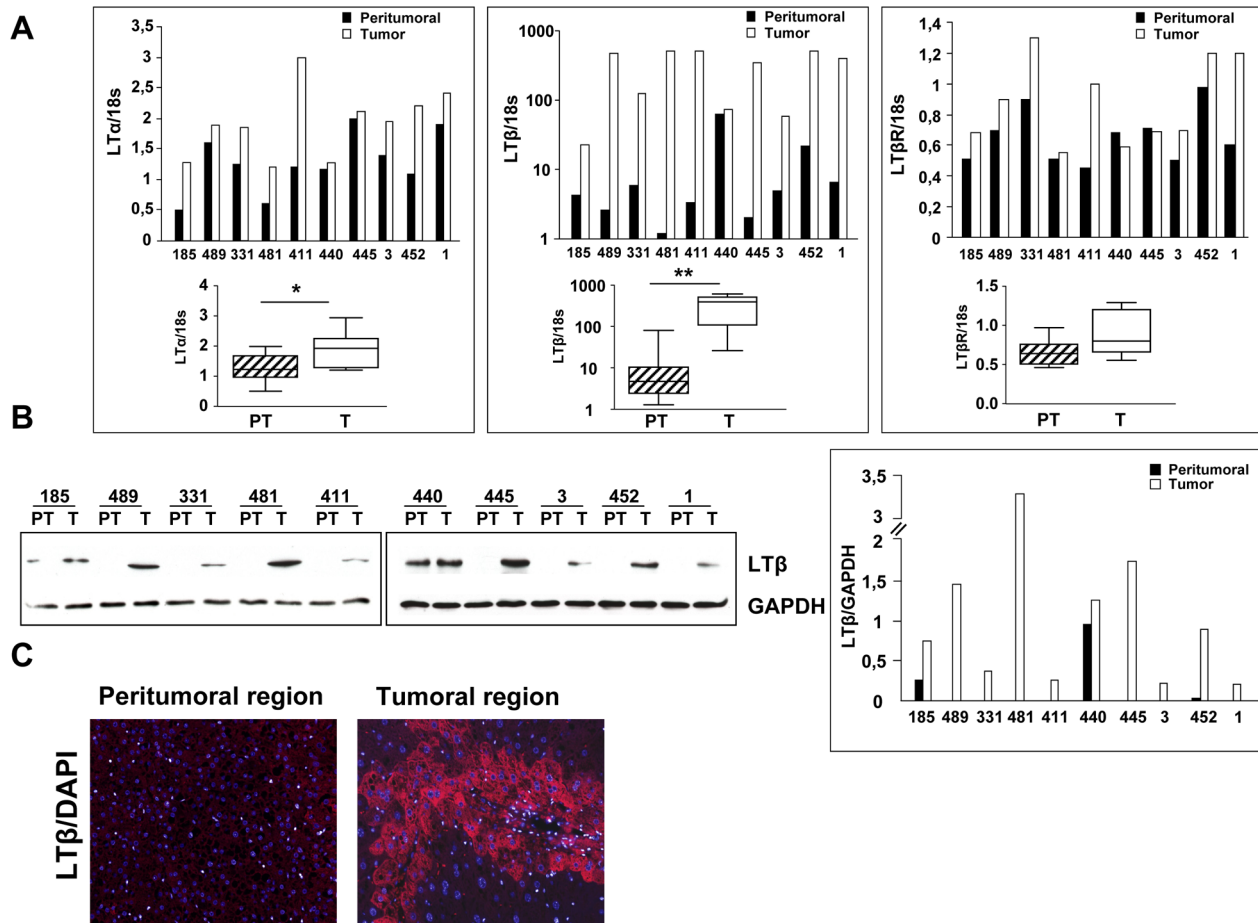 A
Peritumoral
Tumor
LTα/18s
3,5
3
2,5
2
1,5
1
0,5
0
185 489 331 481 411 440 445 3 452 1
LTα/18s
4
3
2
1
0
*
PT T
Peritumoral
Tumor
LTβ/18s
1000
100
10
1
185 489 331 481 411 440 445 3 452 1
LTβ/18s
1000
100
10
1
**
PT T
Peritumoral
Tumor
LTβR/18s
1,4
1,2
1
0,8
0,6
0,4
0,2
0
185 489 331 481 411 440 445 3 452 1
LTβR/18s
1.5
1.0
0.5
0.0
PT T
B
185 489 331 481 411
PT T PT T PT T PT T PT T
440 445 3 452 1
PT T PT T PT T PT T PT T
LTβ
GAPDH
Peritumoral
Tumor
LTβ/GAPDH
3,5
3
2
1,5
1
0,5
0
185 489 331 481 411 440 445 3 452 1
C
Peritumoral region Tumoral region
LTβ/DAPI